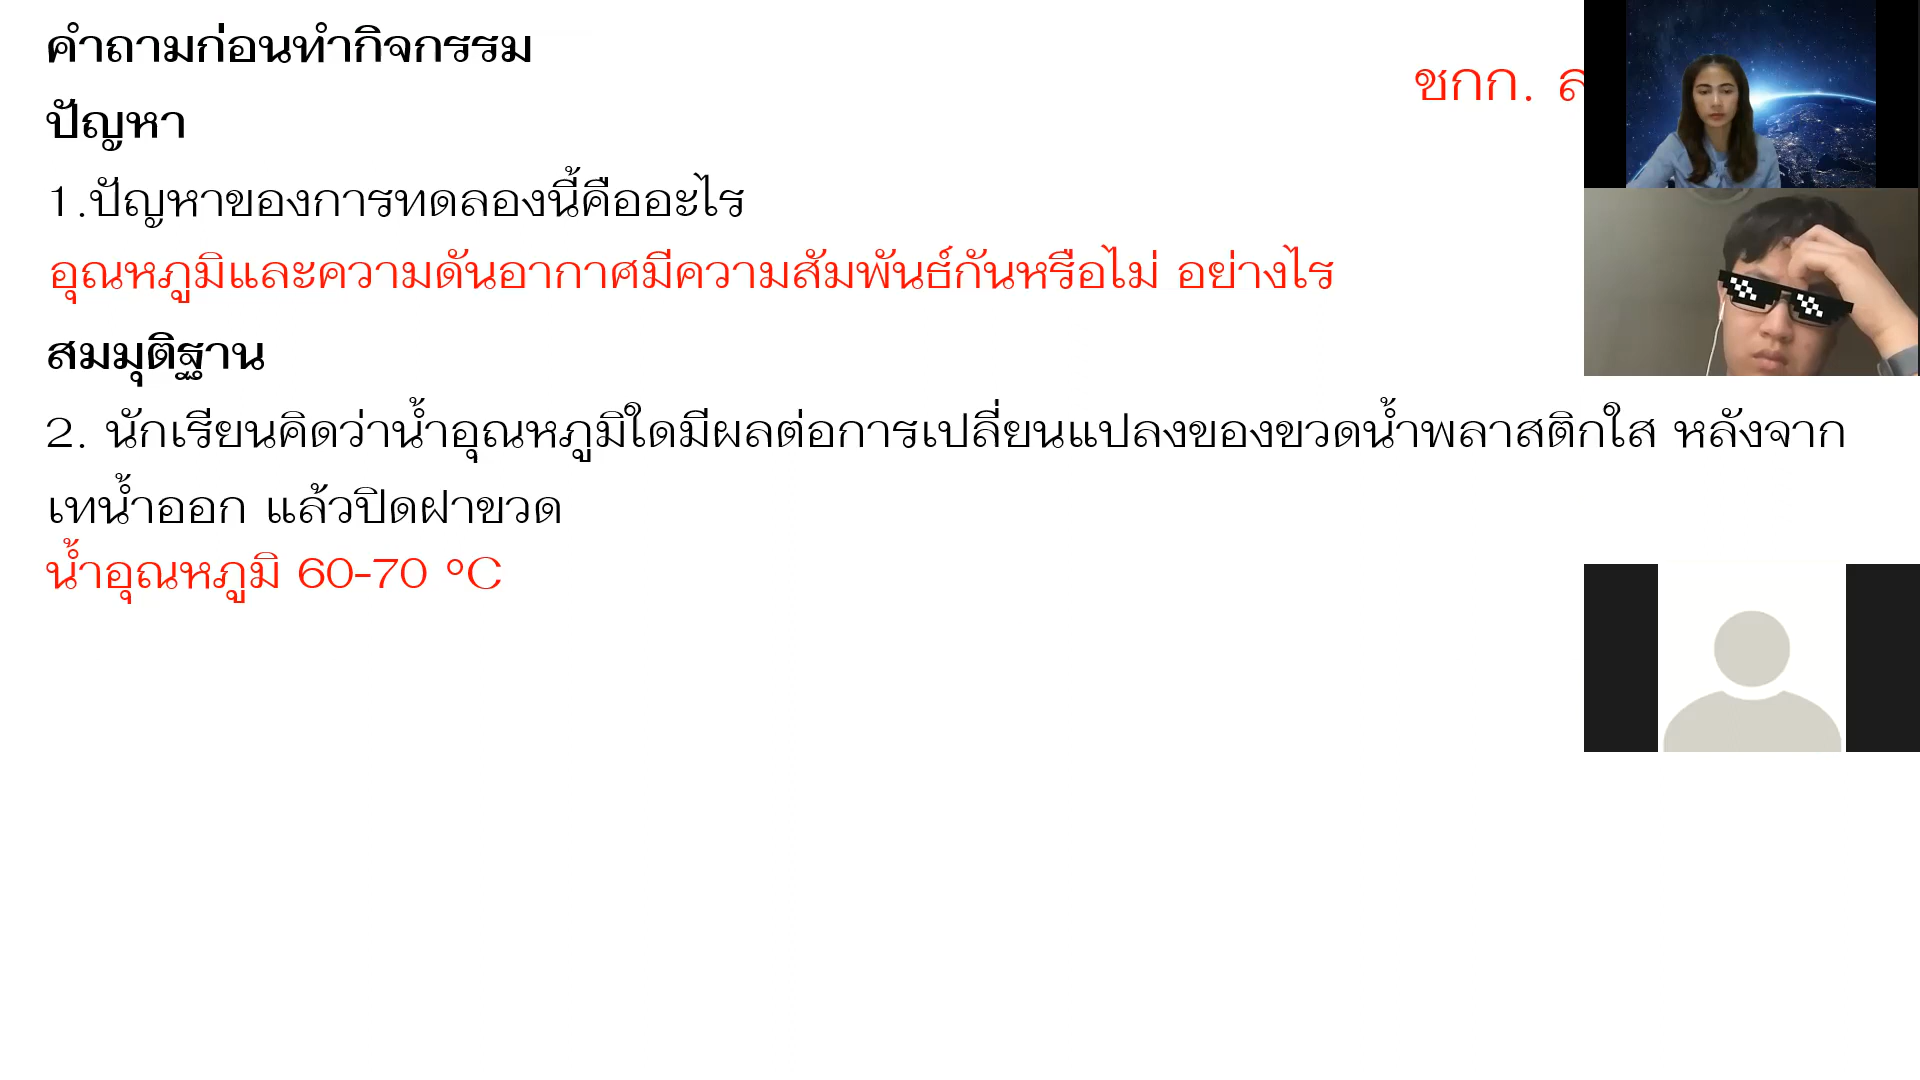 คำถามก่อนทำกิจกรรม
ชกก.
ปัญหา
1.ปัญหาของการทดลองนี้คืออะไร
อุณหภูมิและความดันอากาศมีความสัมพันธ์กันหรือไม่ อย่างไร
สมมุติฐาน
2. นักเรียนคิดว่าน้ำอุณหภูมิใดมีผลต่อการเปลี่ยนแปลงของขวดน้ำพลาสติกใส หลังจาก
เทน้ำออก แล้วปิดฝาขวด
น้ำอุณหภูมิ 60-70 °C